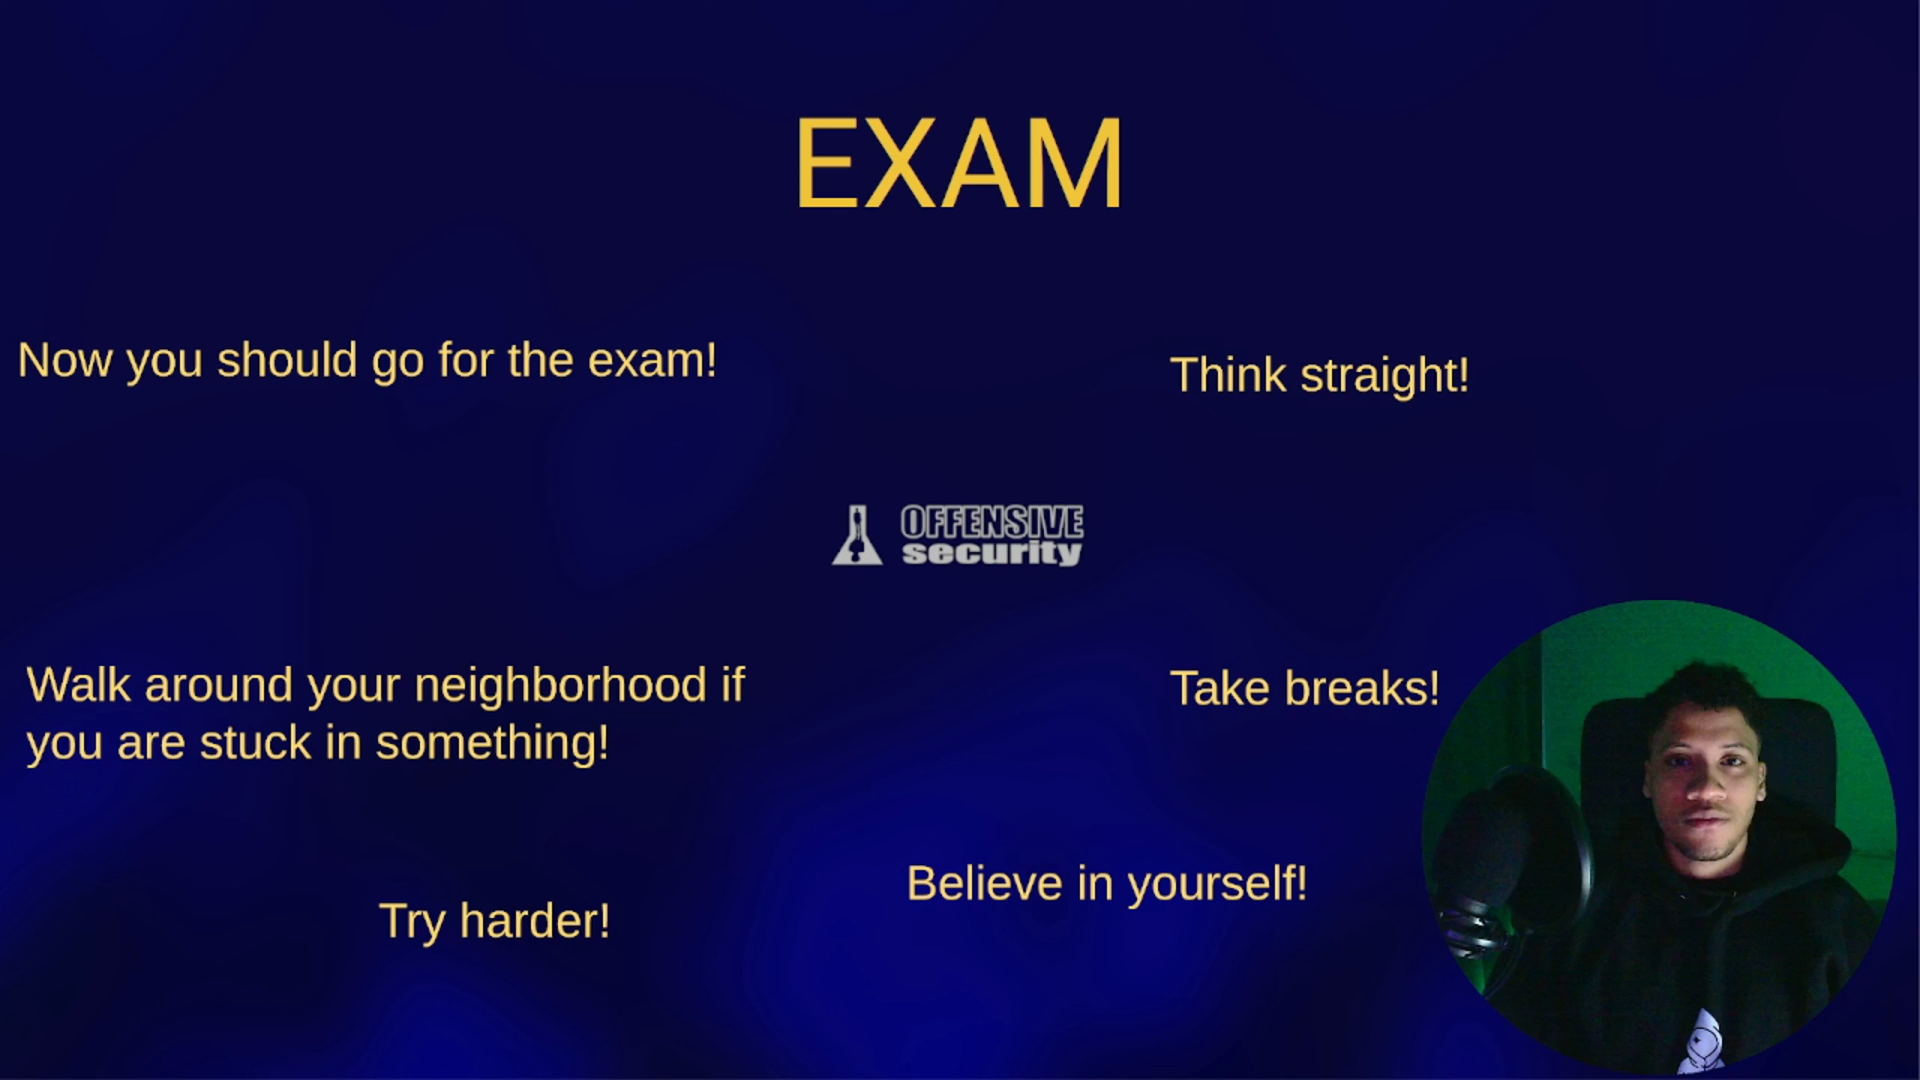 EXAM
Now you should go for the exam!
Think straight!
OFFENSIVE
security
Walk around your neighborhood if
you are stuck in something!
Take breaks!
Believe in yourself!
Try harder!